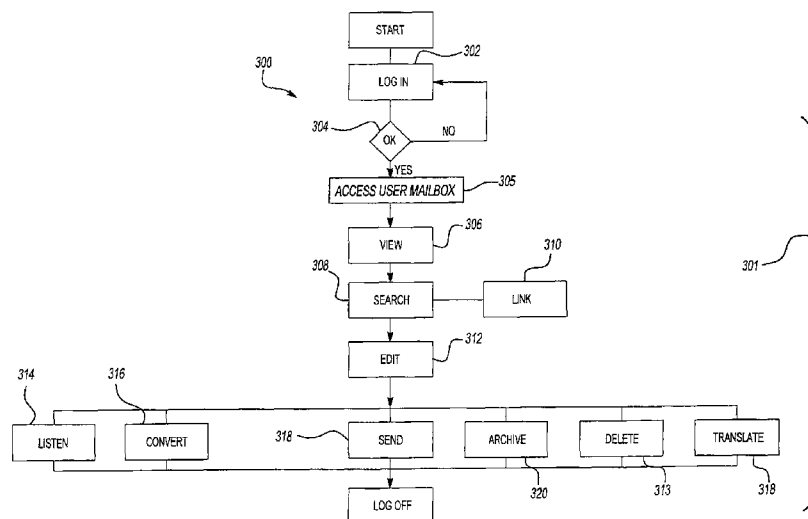 START
302
300
LOG IN
304
OK
NO
YES
ACCESS USER MAILBOX
305
306
VIEW
310
301
308
SEARCH
LINK
312
EDIT
314
316
LISTEN
CONVERT
318
SEND
ARCHIVE
DELETE
TRANSLATE
320
313
318
LOG OFF